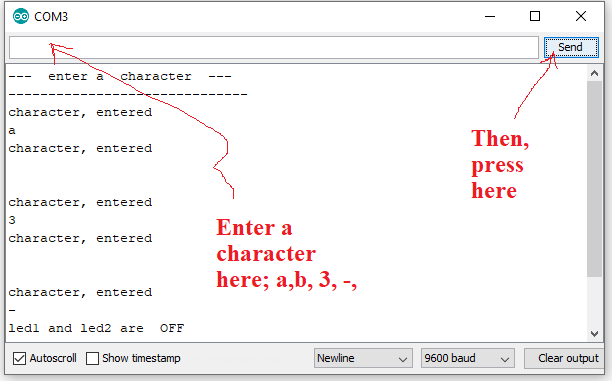 COM3
Send
--- enter a character ---
------------------------------
character, entered
a
character, entered
character, entered
3
character, entered
character, entered
-
led1 and led2 are OFF
Then,
press
here
Enter a
character
here; a,b, 3, -,
Autoscroll Show timestamp Newline 9600 baud Clear output